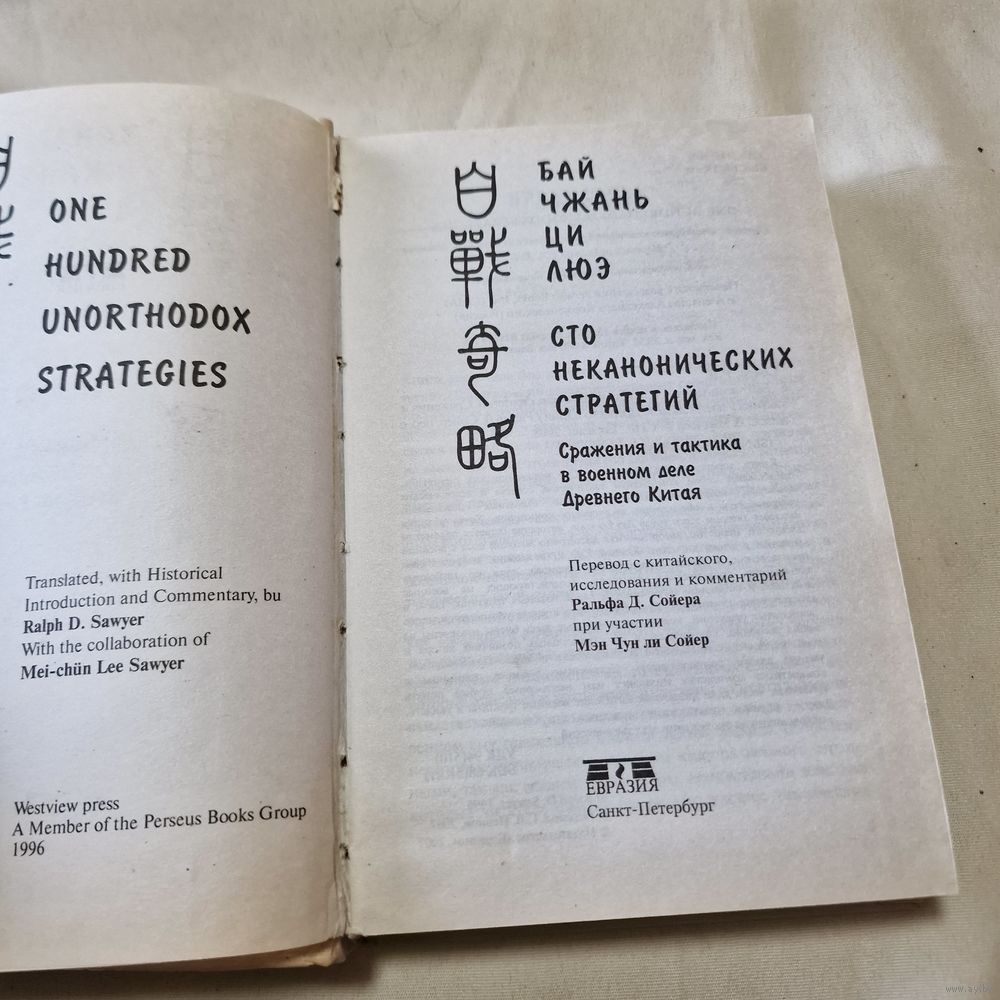 ONE
HUNDRED
UNORTHODOX
STRATEGIES
Translated, with Historical
Introduction and Commentary, bu
Ralph D. Sawyer
With the collaboration of
Mei-chün Lee Sawyer
Westview press
A Member of the Perseus Books Group
1996
百
戰
奇
略
БАЙ
ЧЖАНЬ
ЦИ
ЛЮЭ
СТО
НЕКАНОНИЧЕСКИХ
СТРАТЕГИЙ
Сражения и тактика
в военном деле
Древнего Китая
Перевод с китайского,
исследования и комментарий
Ральфа Д. Сойера
при участии
Мэн Чун ли Сойер
ЕВРАЗИЯ
Санкт-Петербург